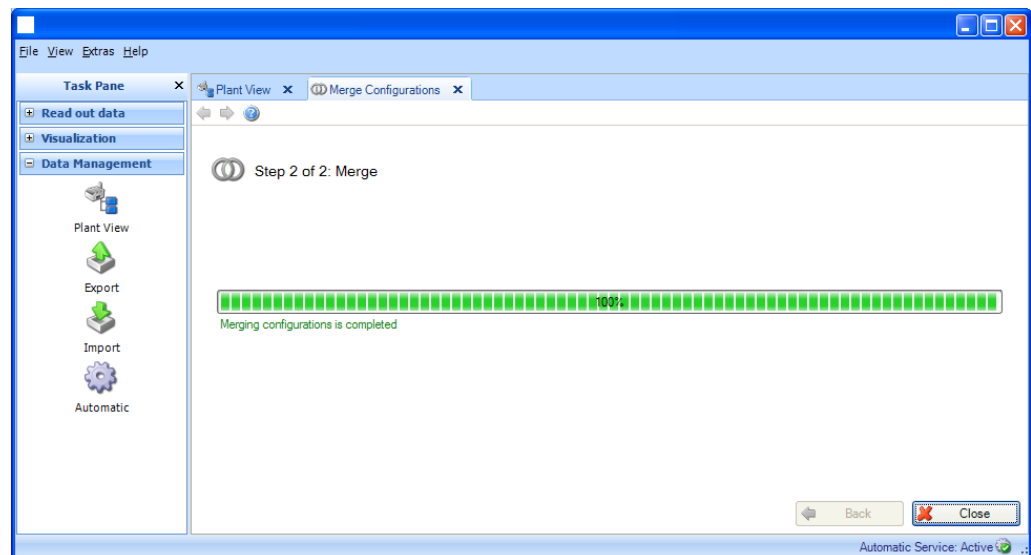 File View Extras Help
Task Pane
Plant View
Merge Configurations
Read out data
Visualization
Data Management
Step 2 of 2: Merge
Plant View
Export
100%
Merging configurations is completed
Import
Automatic
Back
Close
Automatic Service: Active